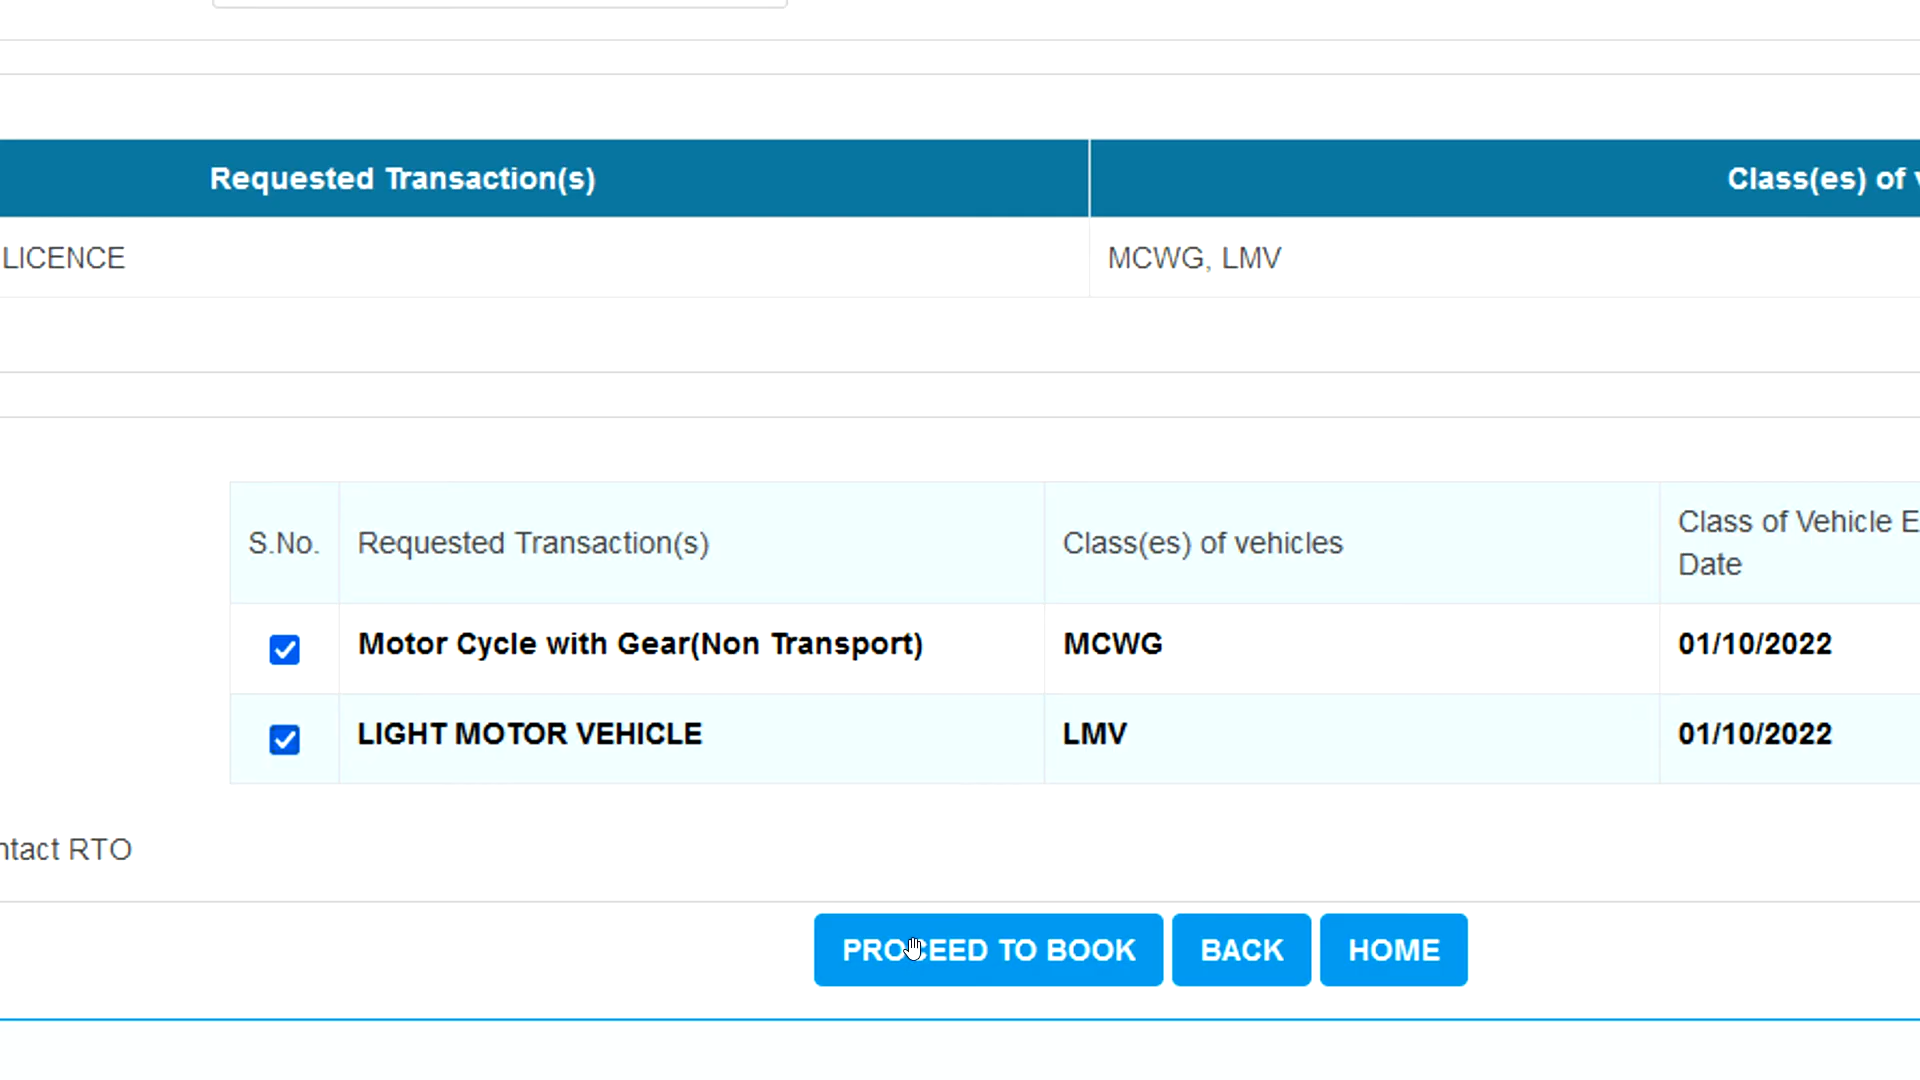 Requested Transaction(s) Class(es) of
LICENCE MCWG, LMV
S.No. Requested Transaction(s) Class(es) of vehicles Class of Vehicle E
Date
Motor Cycle with Gear(Non Transport) MCWG 01/10/2022
LIGHT MOTOR VEHICLE LMV 01/10/2022
ntact RTO
PROCEED TO BOOK BACK HOME